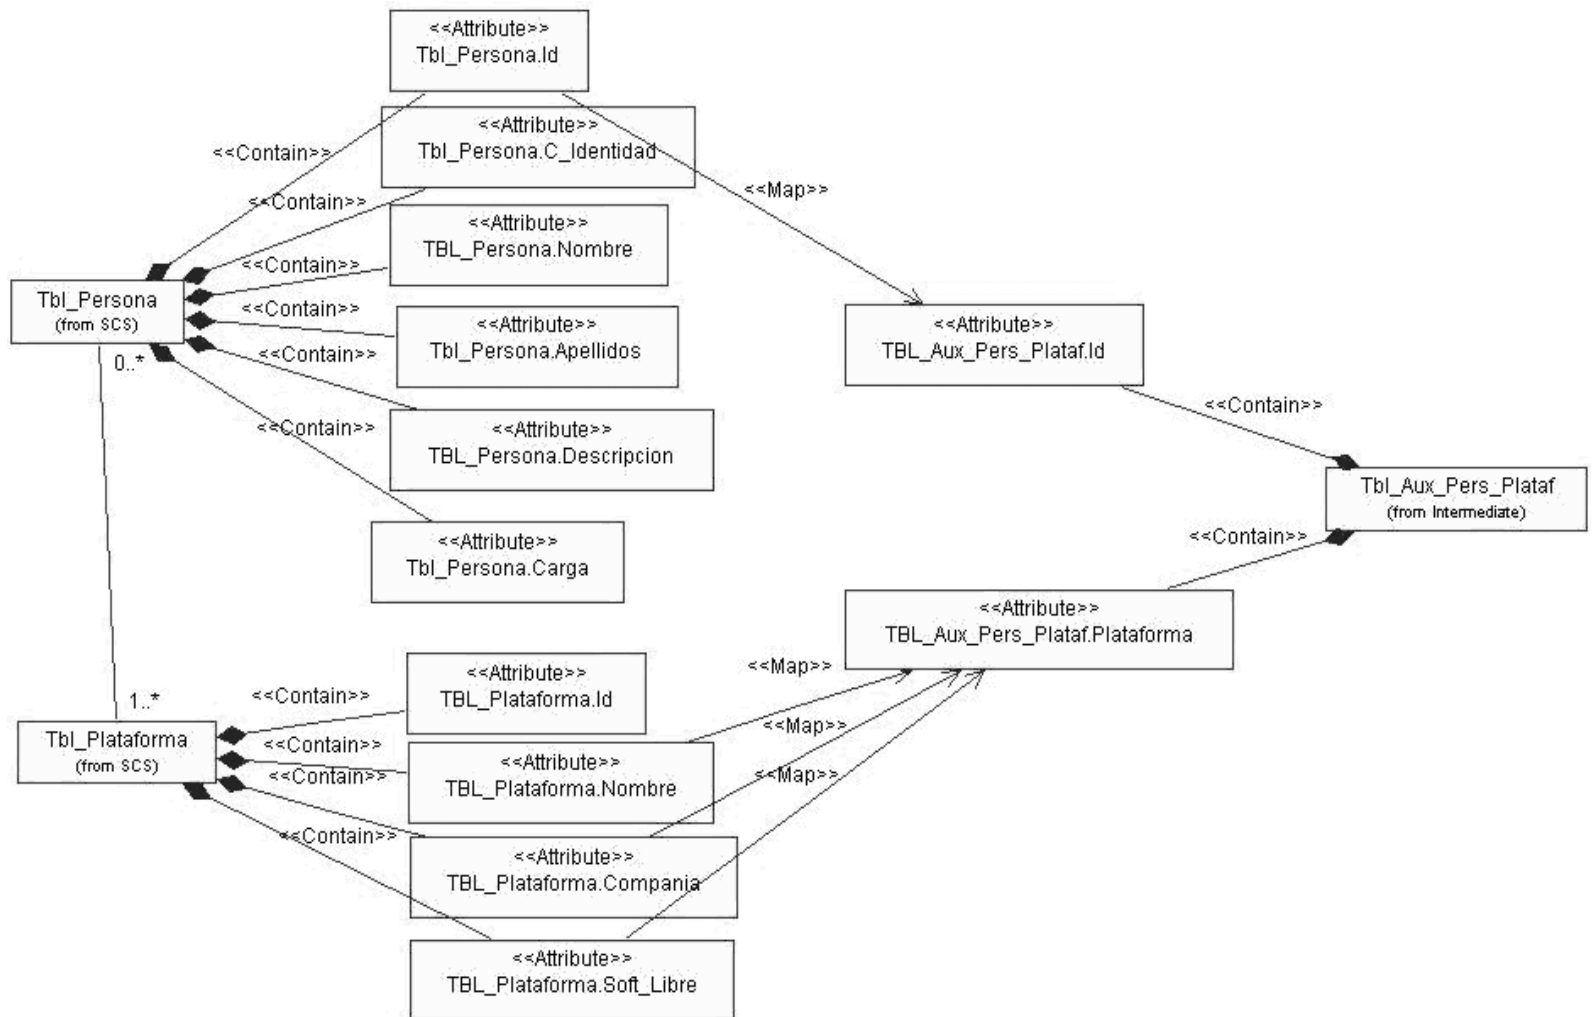 <<Attribute>>
Tbl_Persona.Id
<<Attribute>>
Tbl_Persona.C_Identidad
<<Contain>>
<<Contain>>
<<Map>>
<<Attribute>>
TBL_Persona.Nombre
<<Contain>>
Tbl_Persona
(from SCS)
<<Contain>>
<<Attribute>>
Tbl_Persona.Apellidos
<<Attribute>>
TBL_Aux_Pers_Plataf.Id
0..*
<<Contain>>
<<Contain>>
<<Attribute>>
TBL_Persona.Descripcion
<<Contain>>
Tbl_Aux_Pers_Plataf
(from Intermediate)
<<Attribute>>
Tbl_Persona.Carga
<<Contain>>
<<Attribute>>
TBL_Aux_Pers_Plataf.Plataforma
<<Attribute>>
TBL_Plataforma.Id
<<Map>>
1..*
<<Contain>>
Tbl_Plataforma
(from SCS)
<<Contain>>
<<Map>>
<<Attribute>>
TBL_Plataforma.Nombre
<<Contain>>
<<Map>>
<<Contain>>
<<Attribute>>
TBL_Plataforma.Compania
<<Attribute>>
TBL_Plataforma.Soft_Libre